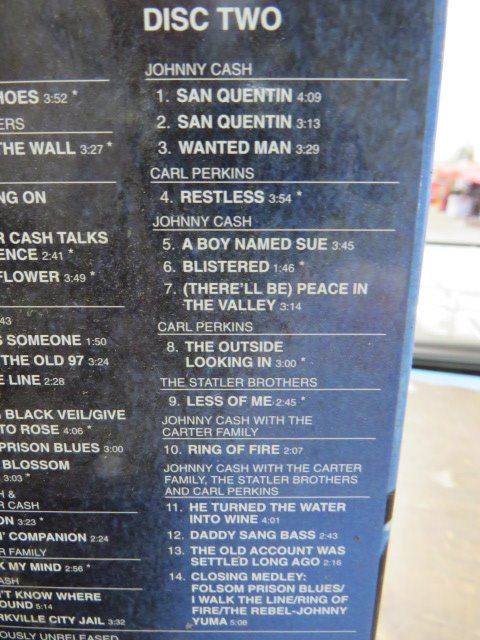 HOES 3:52 *
ERS
THE WALL 3:27 *
NG ON
R CASH TALKS
ENCE 2:41 *
FLOWER 3:49 *
:43
S SOMEONE 1:50
THE OLD 97 3:24
E LINE 2:28
BLACK VEIL/GIVE
TO ROSE 4:06 *
PRISON BLUES 3:00
BLOSSOM
3:03 *
H &
R CASH
ON 3:23 *
N' COMPANION 2:24
R FAMILY
K MY MIND 2:56 *
ASH
N'T KNOW WHERE
OUND 5:14
RKVILLE CITY JAIL 3:32
OUSLY UNRELEASED
DISC TWO
JOHNNY CASH
1. SAN QUENTIN 4:09
2. SAN QUENTIN 3:13
3. WANTED MAN 3:29
CARL PERKINS
4. RESTLESS 3:54 *
JOHNNY CASH
5. A BOY NAMED SUE 3:45
6. BLISTERED 1:46 *
7. (THERE'LL BE) PEACE IN
THE VALLEY 3:14
CARL PERKINS
8. THE OUTSIDE
LOOKING IN 3:00 *
THE STATLER BROTHERS
9. LESS OF ME 2:45 *
JOHNNY CASH WITH THE
CARTER FAMILY
10. RING OF FIRE 2:07
JOHNNY CASH WITH THE CARTER
FAMILY, THE STATLER BROTHERS
AND CARL PERKINS
11. HE TURNED THE WATER
INTO WINE 4:01
12. DADDY SANG BASS 2:43
13. THE OLD ACCOUNT WAS
SETTLED LONG AGO 2:16
14. CLOSING MEDLEY:
FOLSOM PRISON BLUES/
I WALK THE LINE/RING OF
FIRE/THE REBEL-JOHNNY
YUMA 5:08